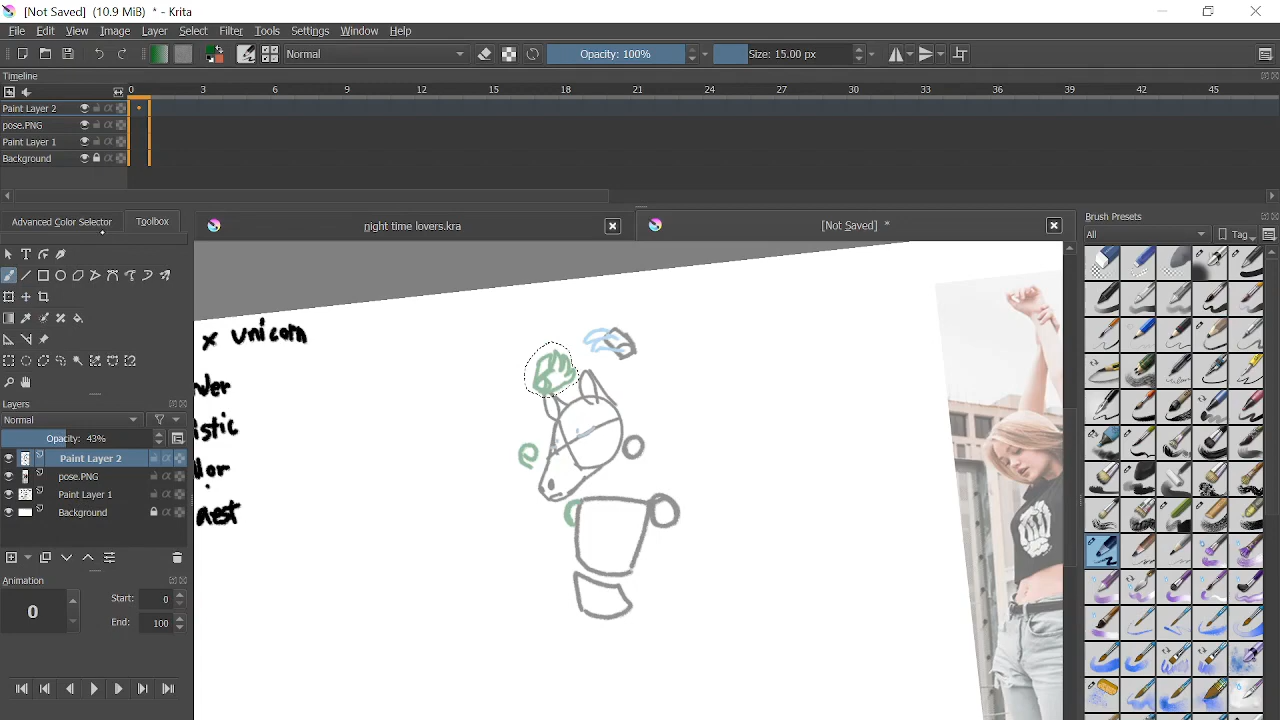 [Not Saved] (10.9 MiB) * - Krita
File Edit View Image Layer Select Filter Tools Settings Window Help
Normal Opacity: 100% Size: 15.00 px
Timeline
0 3 6 9 12 15 18 21 24 27 30 33 36 39 42 45
Paint Layer 2
pose.PNG
Paint Layer 1
Background
Advanced Color Selector Toolbox
night time lovers.kra
[Not Saved] *
Brush Presets
All Tag
x unicorn
Layers
Normal
Opacity: 43%
Paint Layer 2
pose.PNG
Paint Layer 1
Background
Animation
0 Start: 0
End: 100